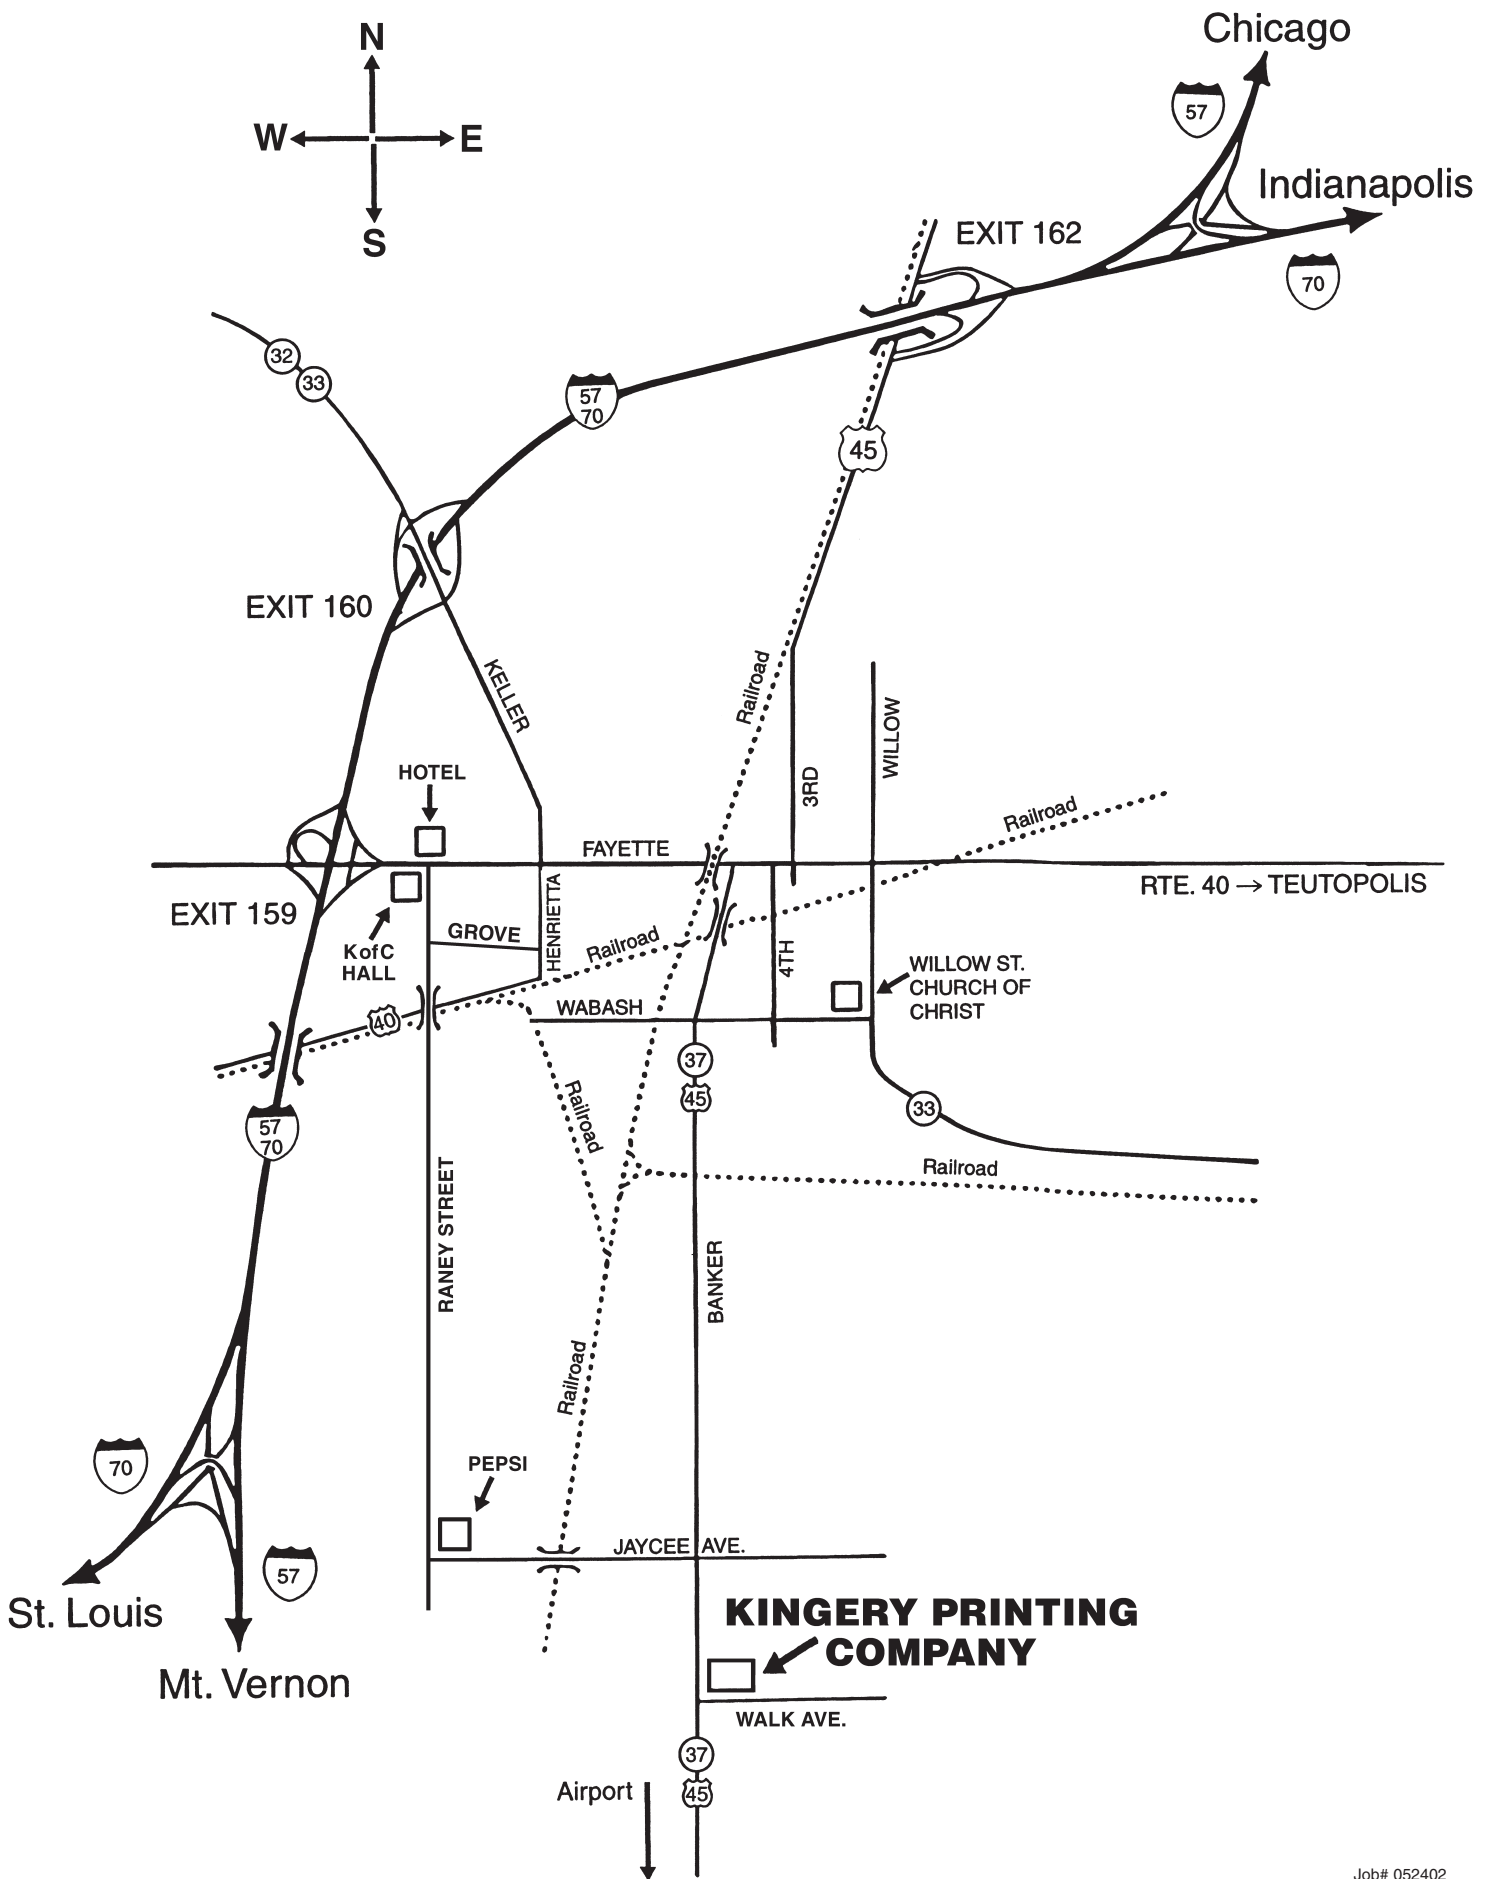 Chicago
N
57
W
E
Indianapolis
S
EXIT 162
70
32
33
57
70
45
EXIT 160
KELLER
Railroad
WILLOW
HOTEL
3RD
Railroad
FAYETTE
RTE. 40 → TEUTOPOLIS
EXIT 159
HENRIETTA
GROVE
Railroad
KofC
HALL
4TH
WILLOW ST.
CHURCH OF
CHRIST
WABASH
40
37
45
33
57
70
Railroad
Railroad
RANEY STREET
BANKER
Railroad
70
PEPSI
JAYCEE AVE.
57
St. Louis
KINGERY PRINTING
COMPANY
Mt. Vernon
WALK AVE.
37
Airport
45
Job# 052402